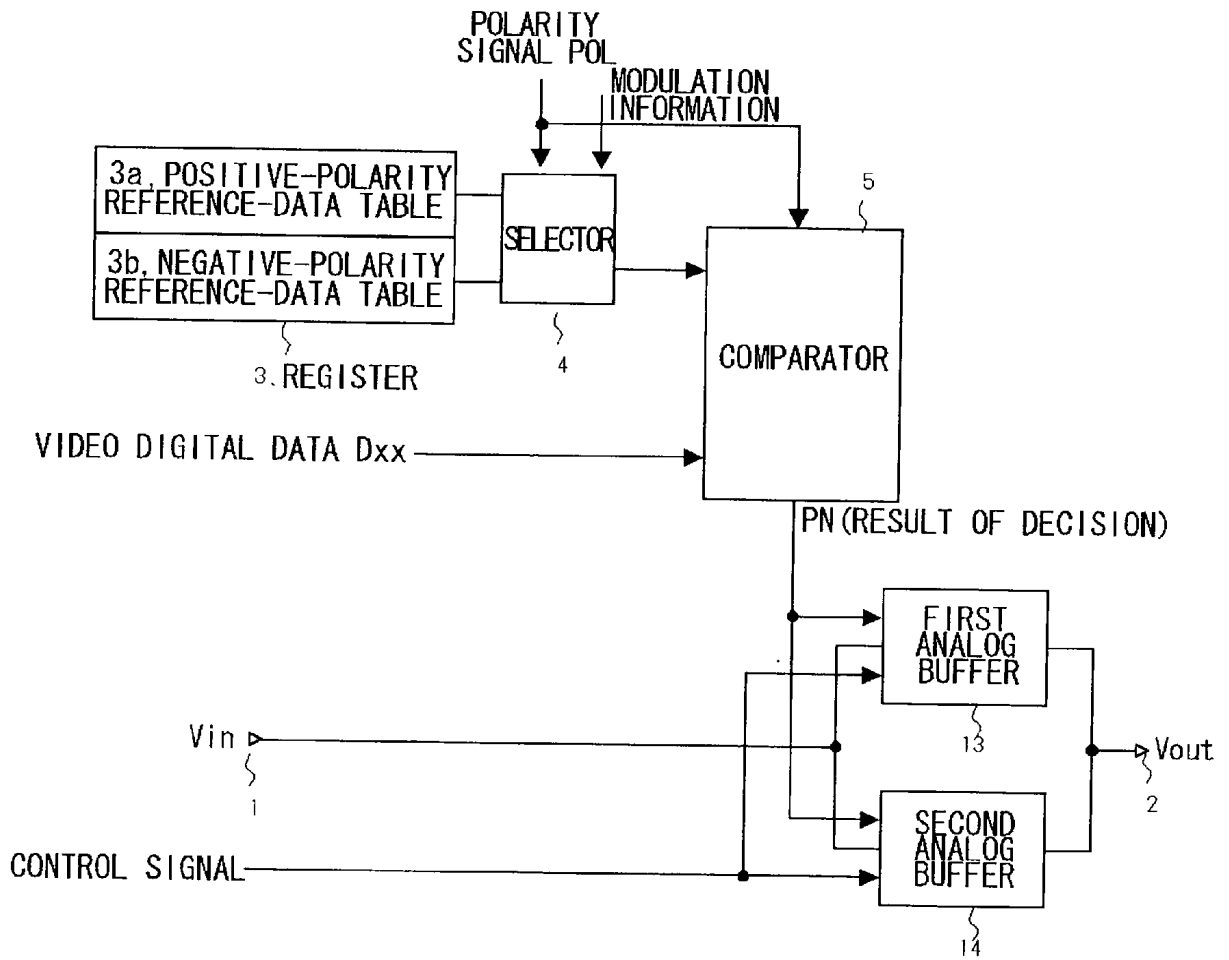 POLARITY
SIGNAL POL
MODULATION
INFORMATION
3a, POSITIVE-POLARITY
REFERENCE-DATA TABLE
3b, NEGATIVE-POLARITY
REFERENCE-DATA TABLE
SELECTOR
4
3. REGISTER
5
COMPARATOR
VIDEO DIGITAL DATA Dxx
PN (RESULT OF DECISION)
FIRST
ANALOG
BUFFER
13
Vin
1
Vout
2
SECOND
ANALOG
BUFFER
14
CONTROL SIGNAL